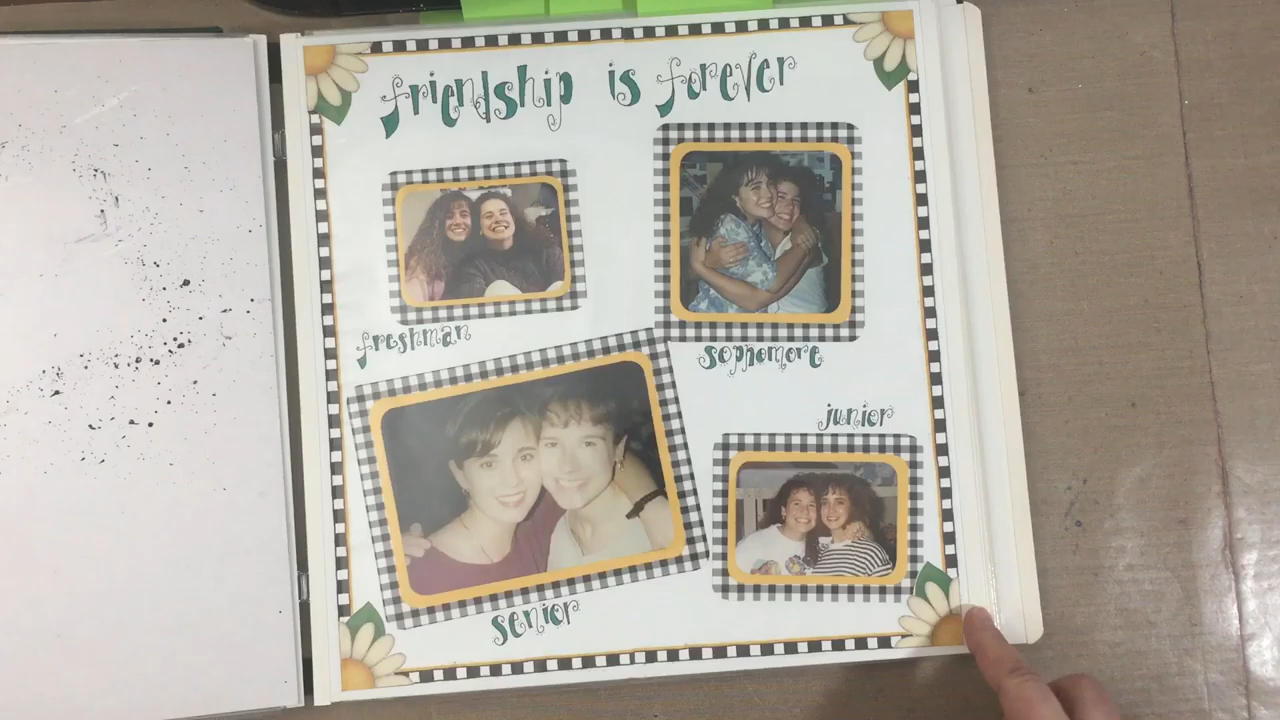 friendship is forever
freshman
sophomore
junior
senior